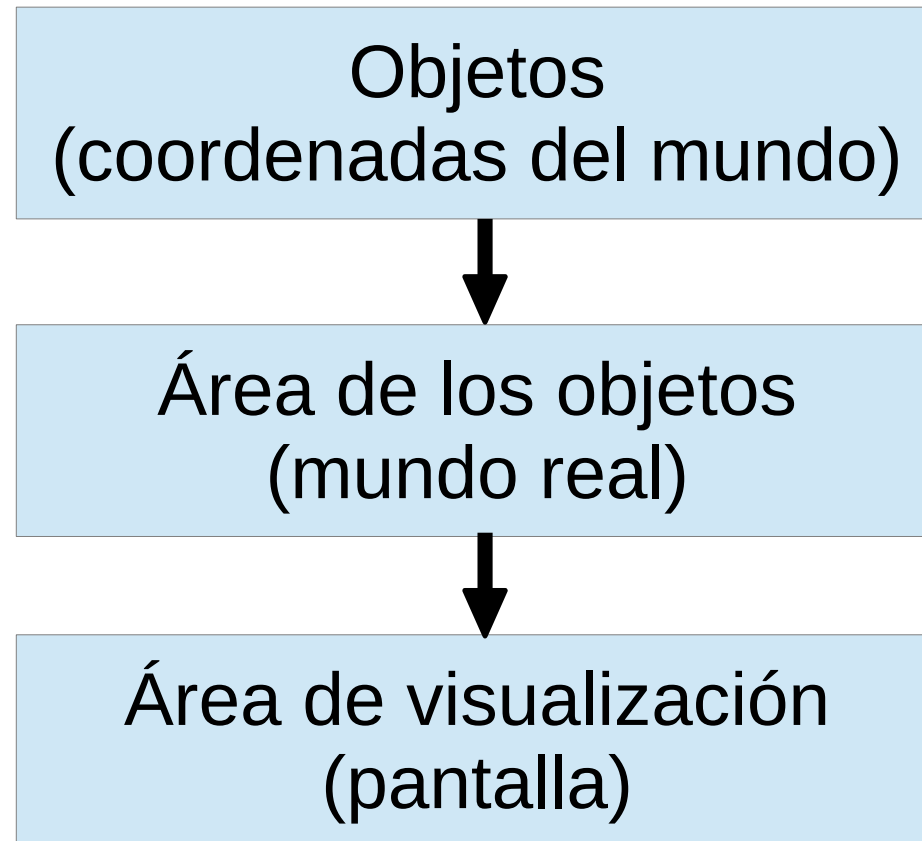 Objetos
(coordenadas del mundo)
Área de los objetos
(mundo real)
Área de visualización
(pantalla)